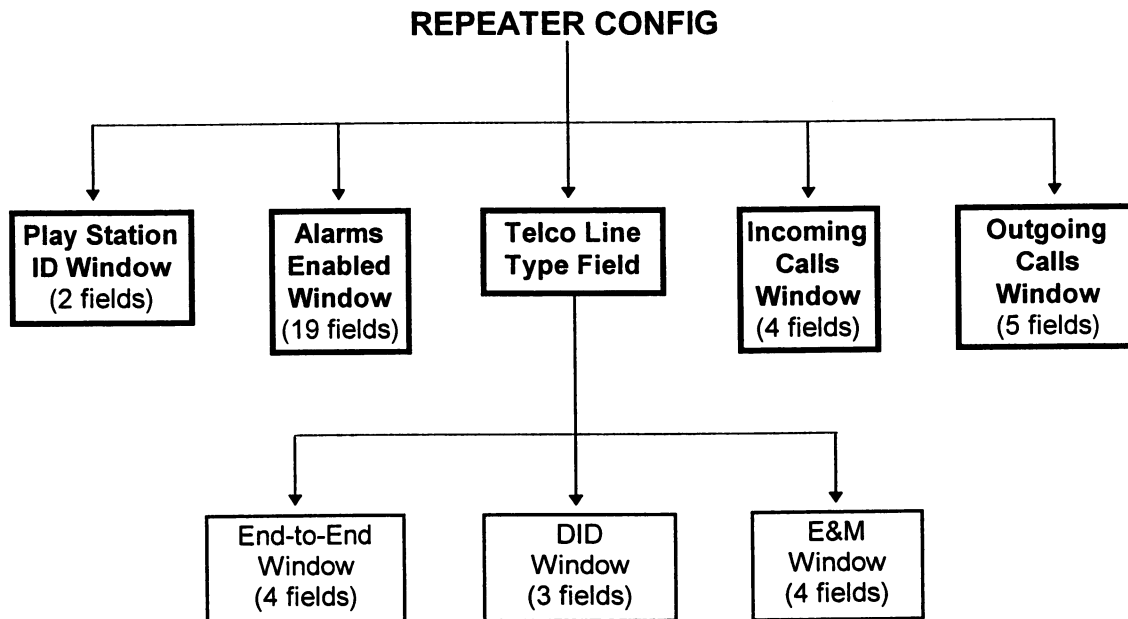 REPEATER CONFIG
Play Station
ID Window
(2 fields)
Alarms
Enabled
Window
(19 fields)
Telco Line
Type Field
Incoming
Calls
Window
(4 fields)
Outgoing
Calls
Window
(5 fields)
End-to-End
Window
(4 fields)
DID
Window
(3 fields)
E&M
Window
(4 fields)